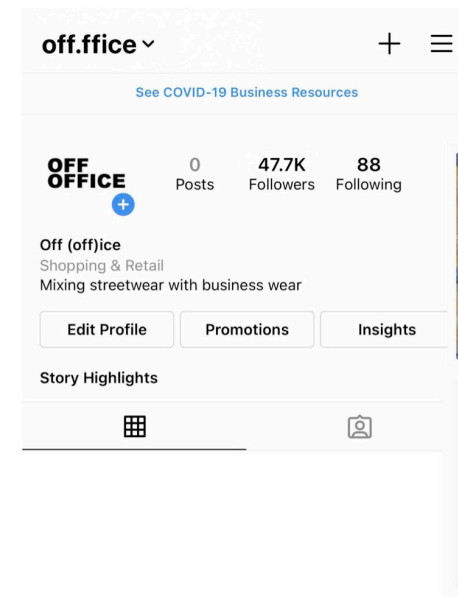 off.ffice
See COVID-19 Business Resources
OFF
OFFICE
0 47.7K 88
Posts Followers Following
Off (off)ice
Shopping & Retail
Mixing streetwear with business wear
Edit Profile Promotions Insights
Story Highlights